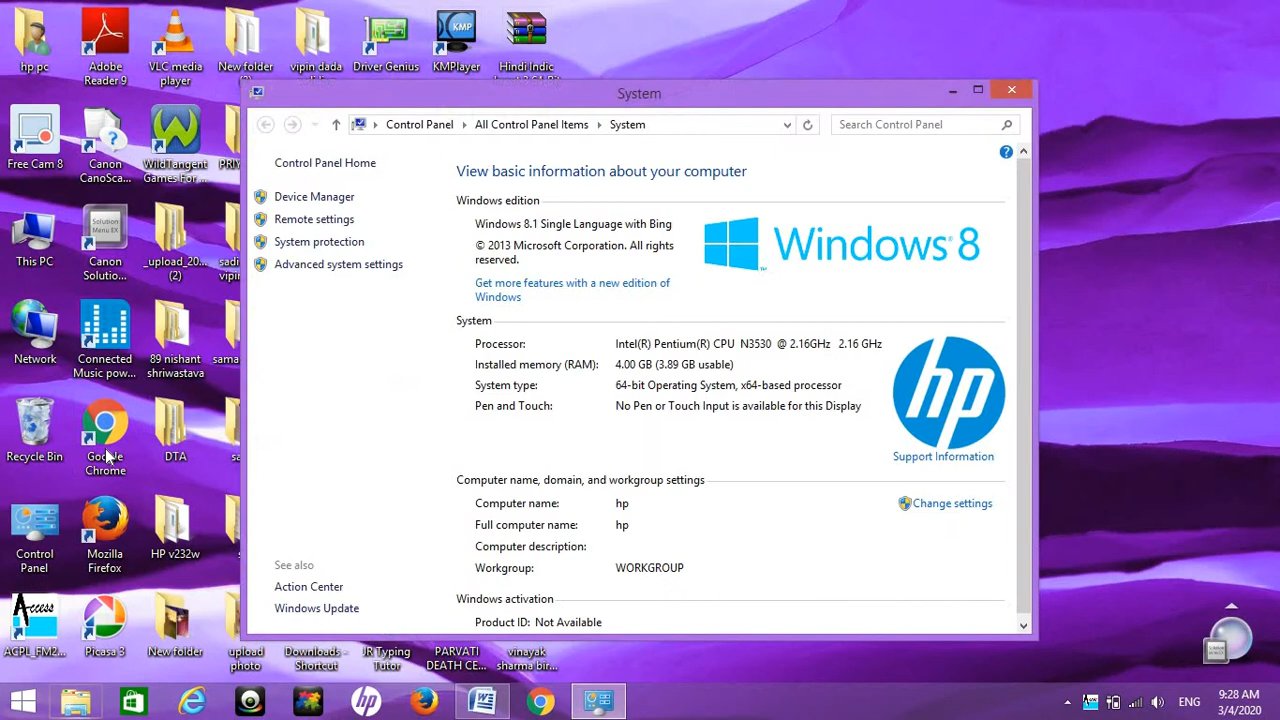 hp pc
Adobe
Reader 9
VLC media
player
New folder
vipin dada
Driver Genius
KMPlayer
KMP
Hindi Indic
System
Control Panel
All Control Panel Items
System
Search Control Panel
Free Cam 8
Canon
CanoSca...
WildTangent
Games For ...
Control Panel Home
Device Manager
Remote settings
System protection
Advanced system settings
View basic information about your computer
Windows edition
Windows 8.1 Single Language with Bing
© 2013 Microsoft Corporation. All rights
reserved.
Get more features with a new edition of
Windows
Windows 8
This PC
Solution
Menu EX
Canon
Solutio...
_upload_20...
(2)
Network
Connected
Music pow...
89 nishant
shriwastava
System
Processor: Intel(R) Pentium(R) CPU N3530 @ 2.16GHz 2.16 GHz
Installed memory (RAM): 4.00 GB (3.89 GB usable)
System type: 64-bit Operating System, x64-based processor
Pen and Touch: No Pen or Touch Input is available for this Display
hp
Support Information
Recycle Bin
Google
Chrome
DTA
Computer name, domain, and workgroup settings
Computer name: hp
Change settings
Full computer name: hp
Computer description:
Workgroup: WORKGROUP
Control
Panel
Mozilla
Firefox
HP v232w
See also
Action Center
Windows Update
Windows activation
Product ID: Not Available
Access
AGPL_FM2...
Picasa 3
New folder
upload
photo
Downloads -
Shortcut
JR Typing
Tutor
PARVATI
DEATH CE...
vinayak
sharma bir...
hp
ENG
9:28 AM
3/4/2020